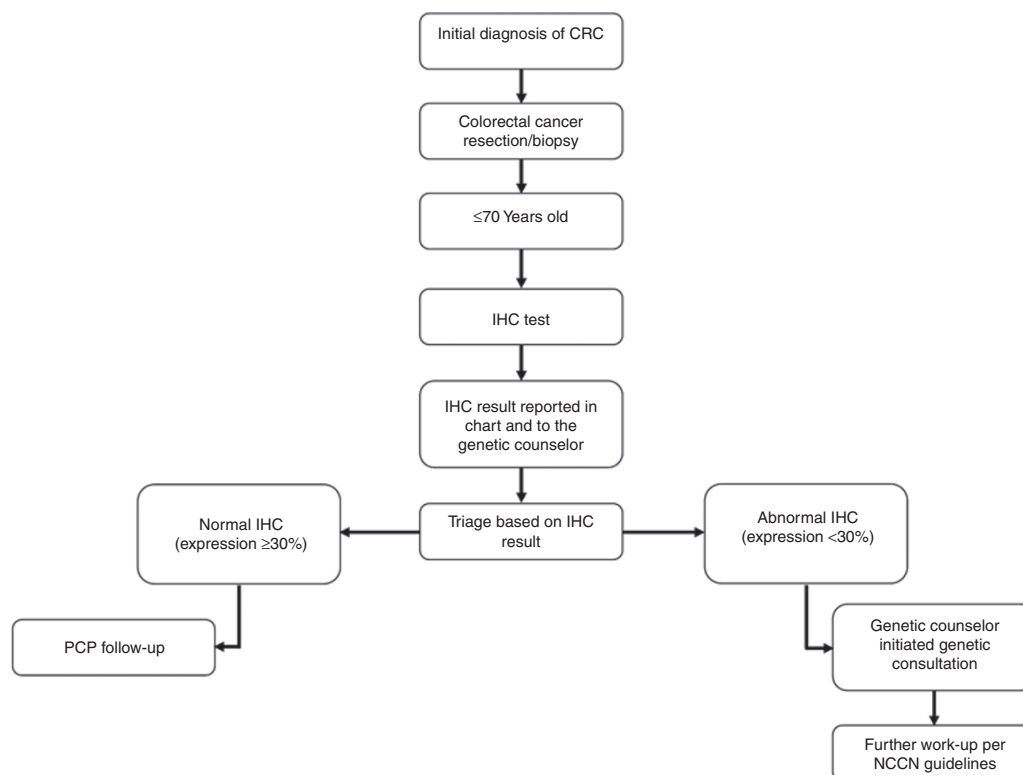 Initial diagnosis of CRC
Colorectal cancer
resection/biopsy
≤70 Years old
IHC test
IHC result reported in
chart and to the
genetic counselor
Triage based on IHC
result
Normal IHC
(expression ≥30%)
PCP follow-up
Abnormal IHC
(expression <30%)
Genetic counselor
initiated genetic
consultation
Further work-up per
NCCN guidelines